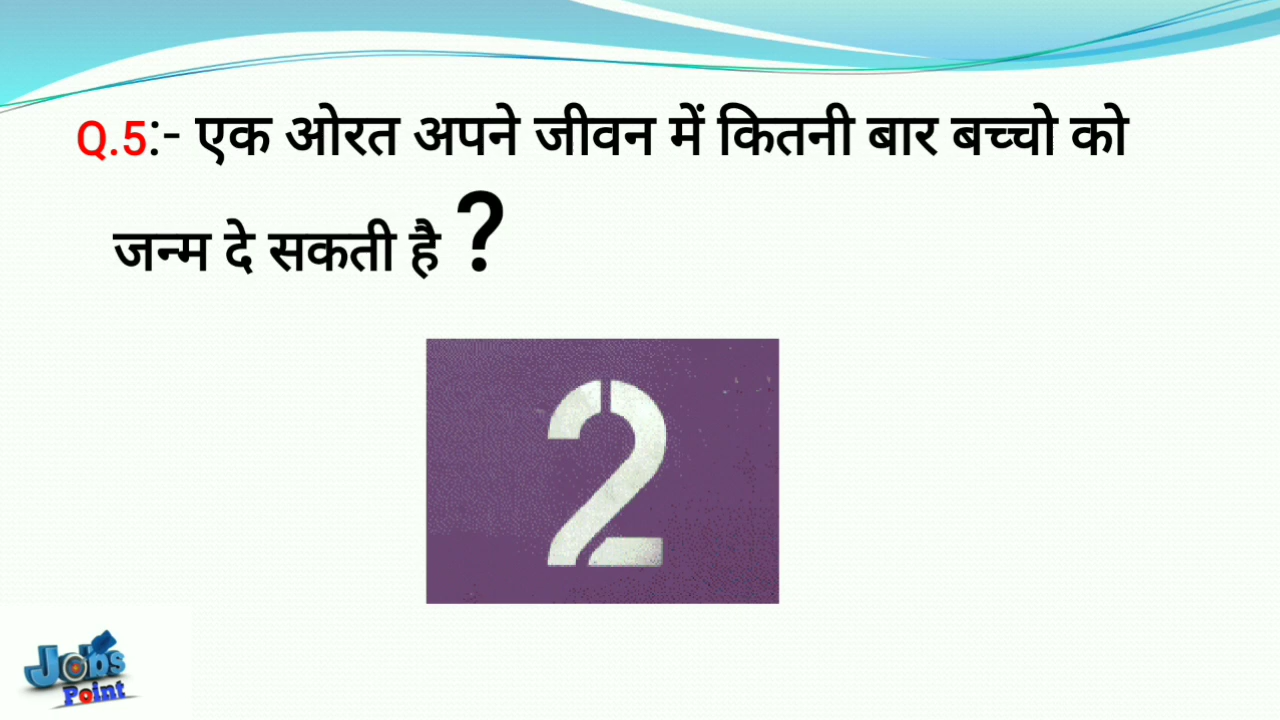 Q.5:- एक ओरत अपने जीवन में कितनी बार बच्चो को
जन्म दे सकती है ?
2
Jobs
Point